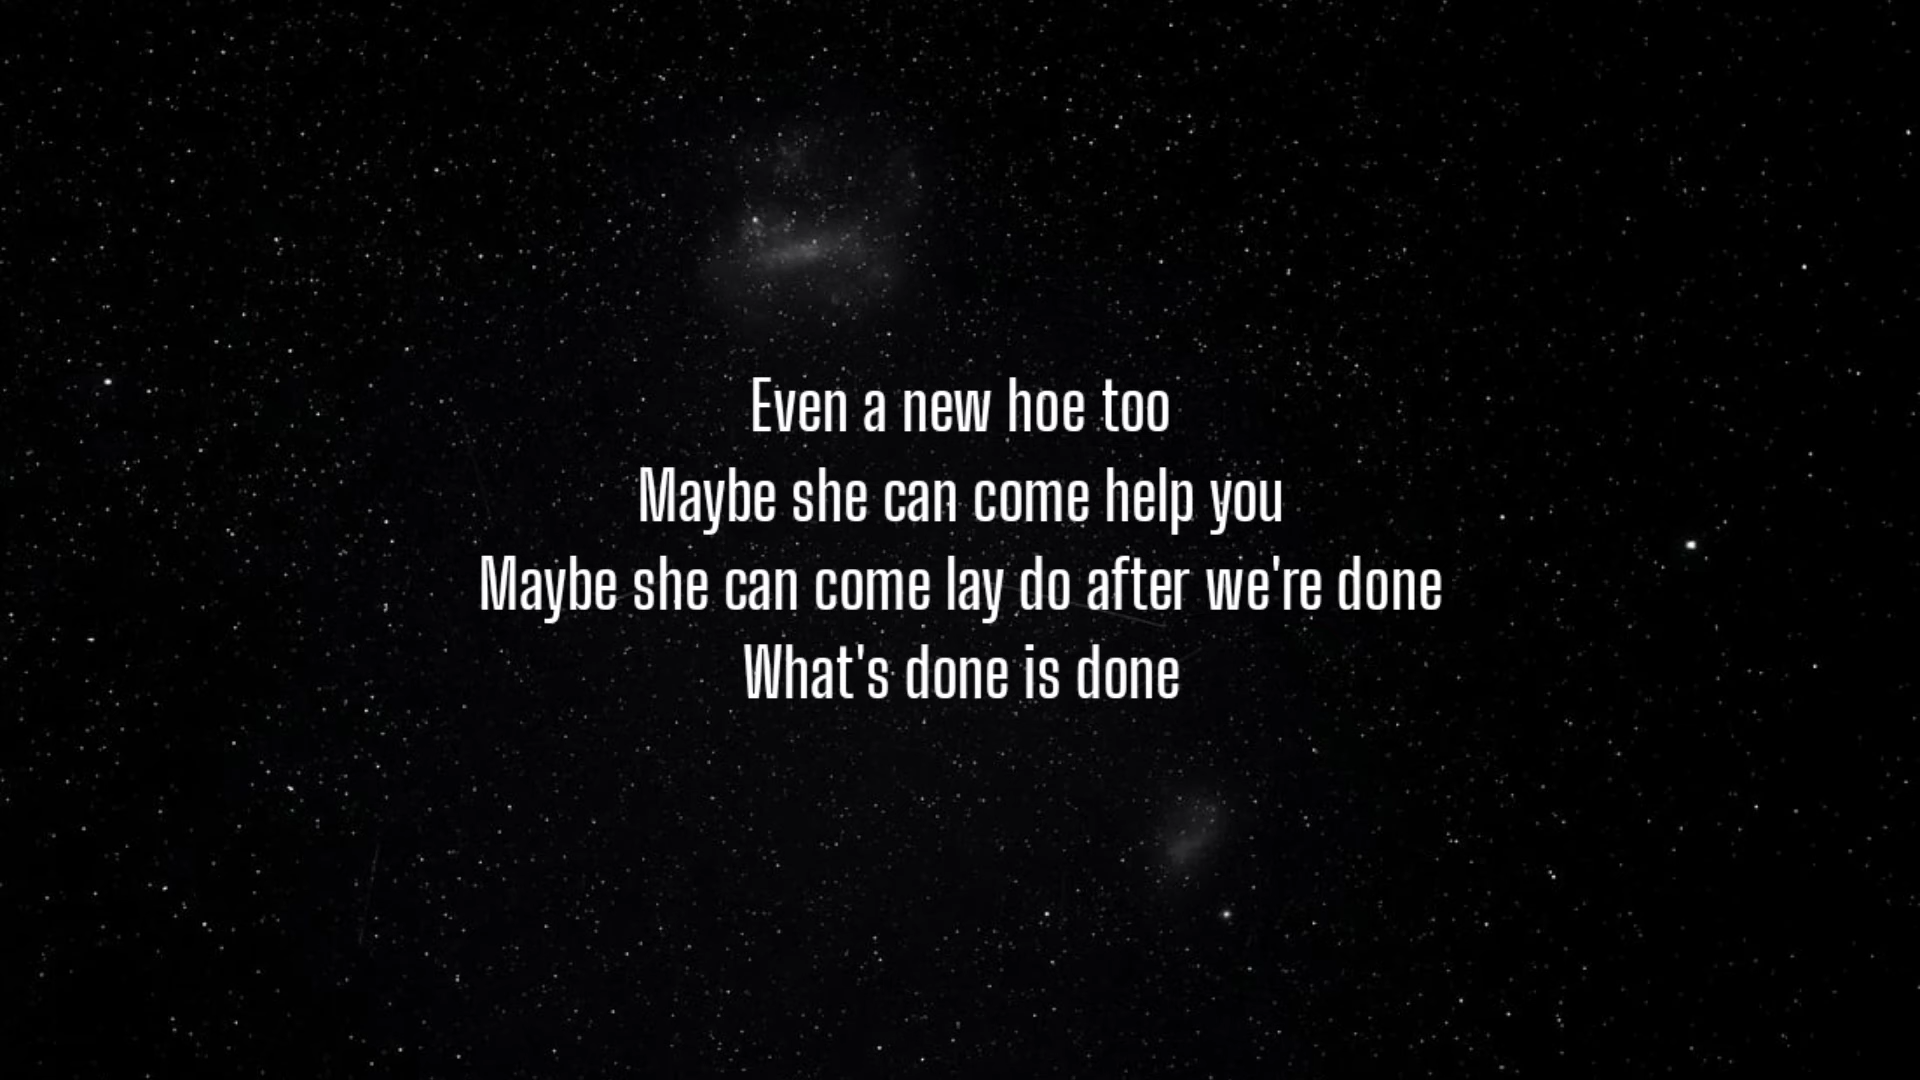 Even a new hoe too
Maybe she can come help you
Maybe she can come lay do after we're done
What's done is done